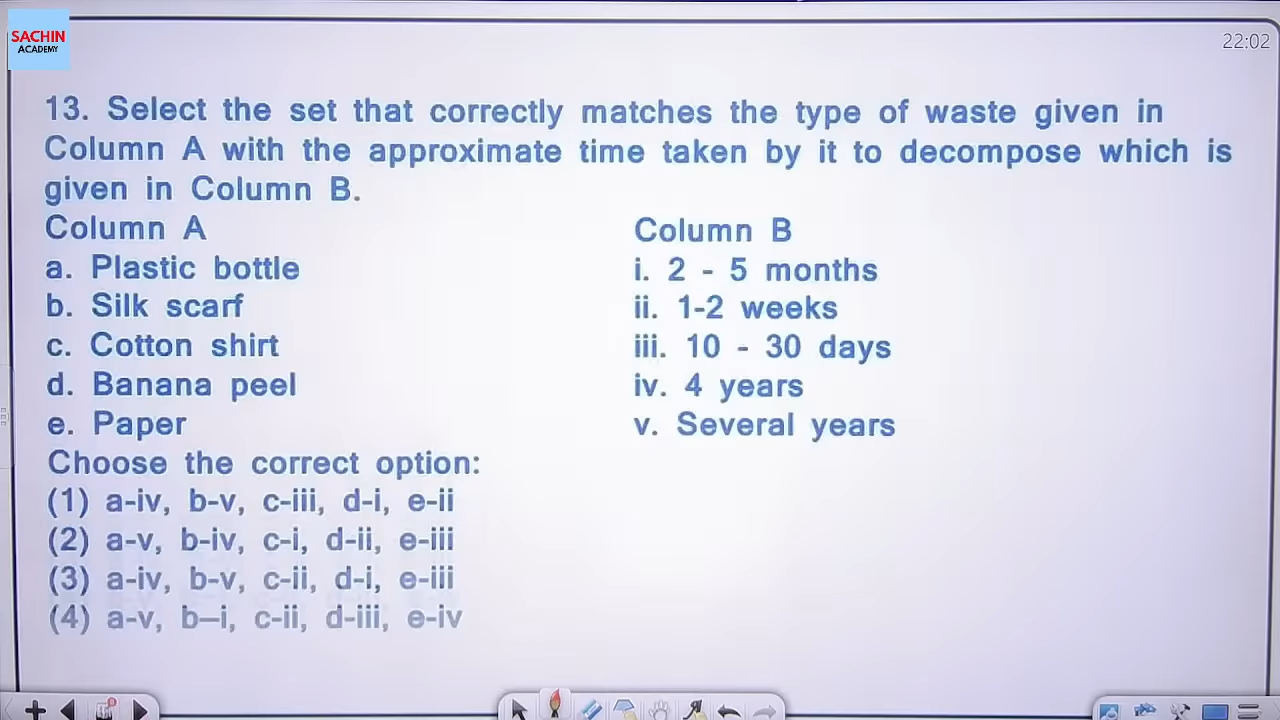 SACHIN
ACADEMY
22:02
13. Select the set that correctly matches the type of waste given in
Column A with the approximate time taken by it to decompose which is
given in Column B.
Column A
Column B
a. Plastic bottle
i. 2 - 5 months
b. Silk scarf
ii. 1-2 weeks
c. Cotton shirt
iii. 10 - 30 days
d. Banana peel
iv. 4 years
e. Paper
v. Several years
Choose the correct option:
(1) a-iv, b-v, c-iii, d-i, e-ii
(2) a-v, b-iv, c-i, d-ii, e-iii
(3) a-iv, b-v, c-ii, d-i, e-iii
(4) a-v, b–i, c-ii, d-iii, e-iv